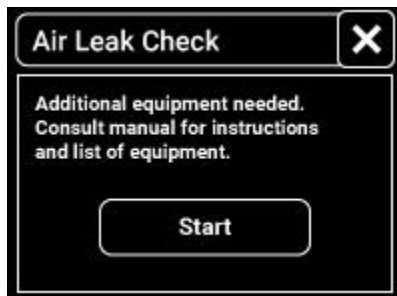 Air Leak Check
Additional equipment needed.
Consult manual for instructions
and list of equipment.
Start